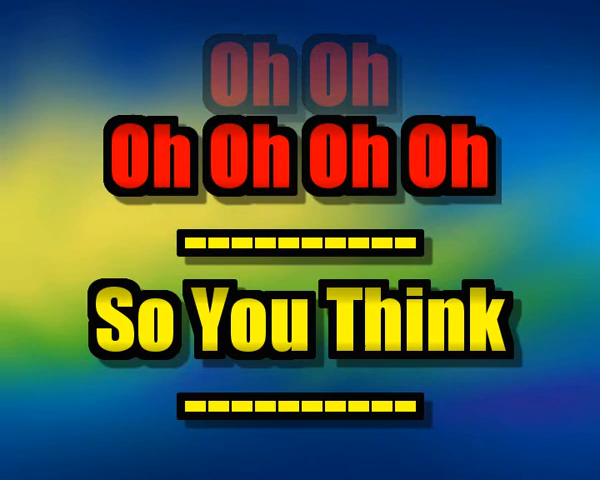 Oh Oh
Oh Oh Oh Oh
----------
So You Think
----------